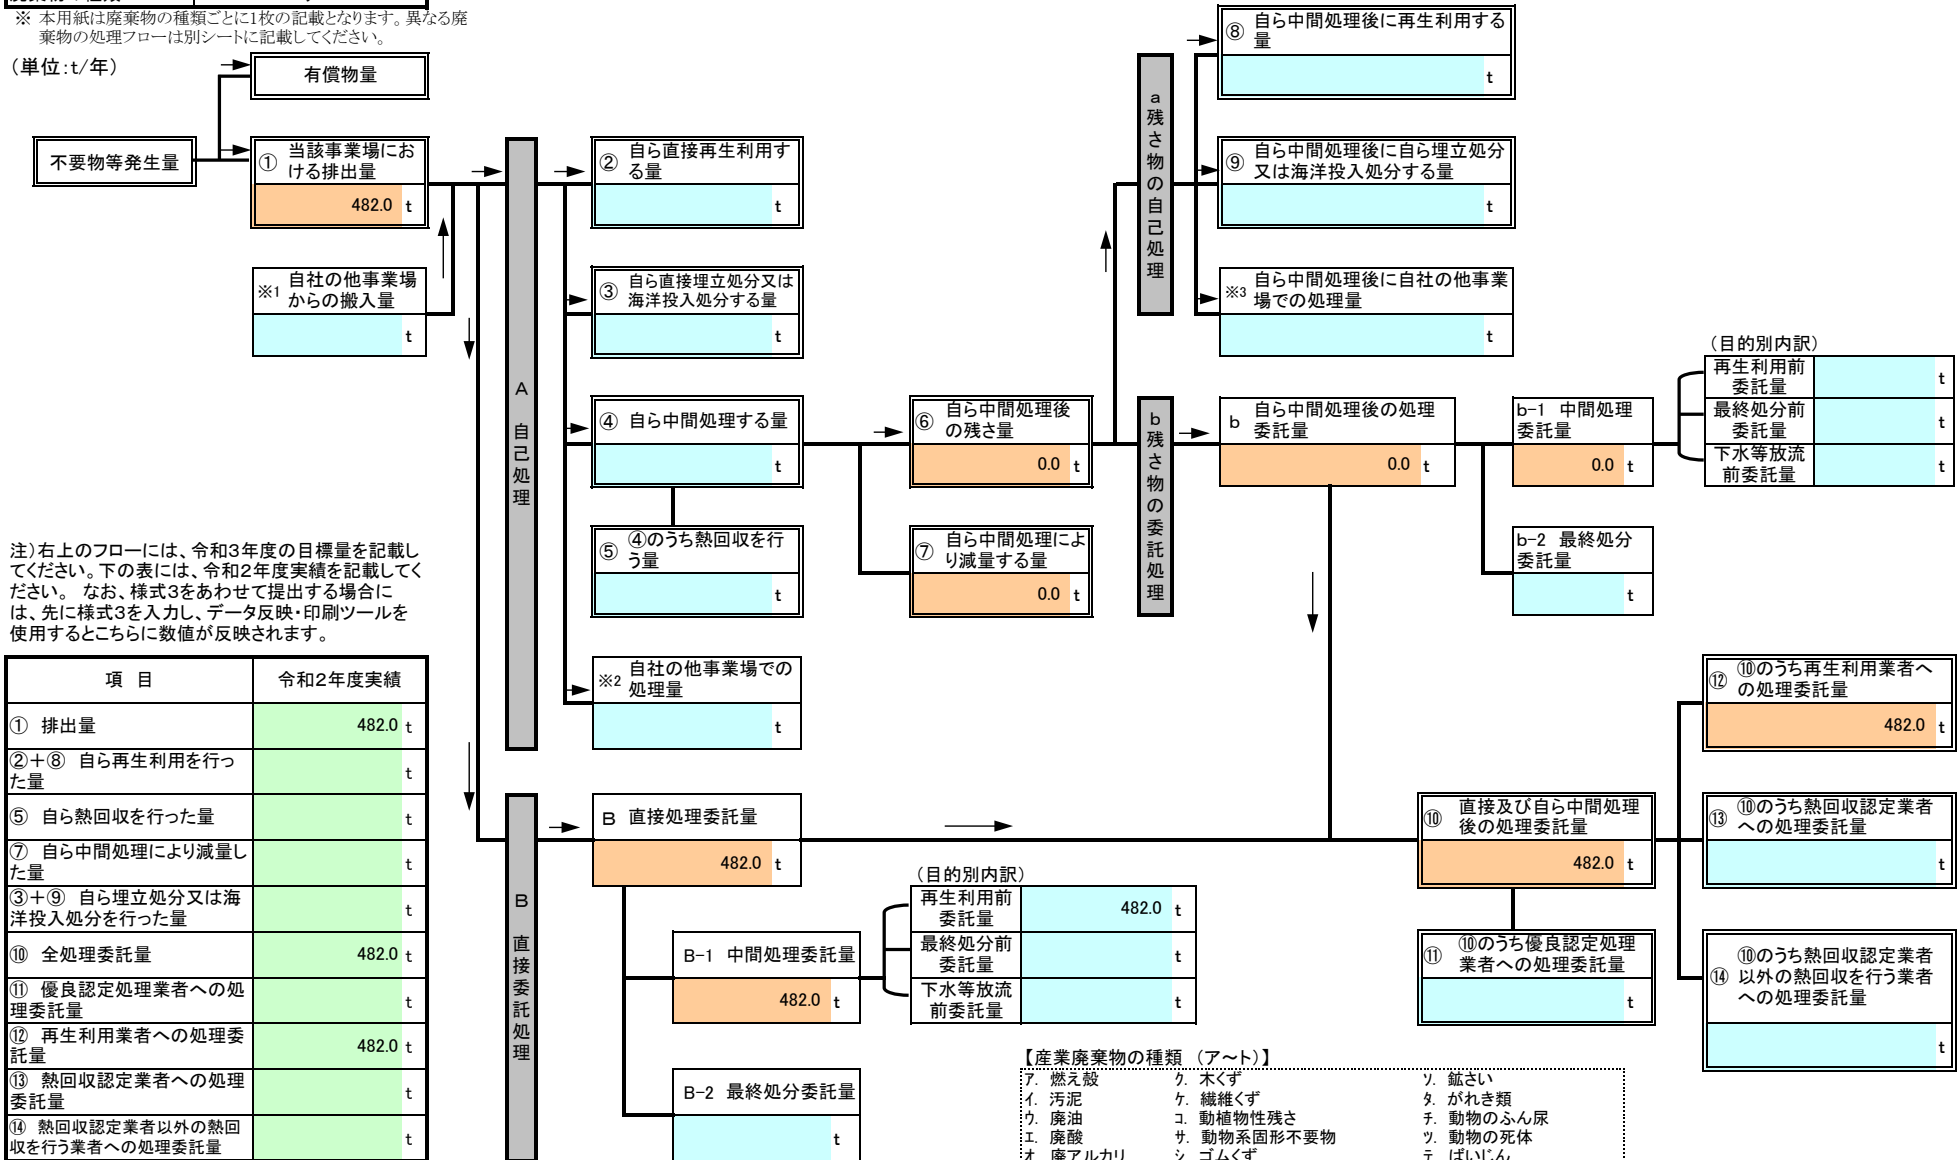 ※ 本用紙は廃棄物の種類ごとに1枚の記載となります。異なる廃
棄物の処理フローは別シートに記載してください。
（単位：t/年）
有償物量
不要物等発生量
① 当該事業場にお
ける排出量
482.0 t
※1 自社の他事業場
からの搬入量
t
A 自己処理
② 自ら直接再生利用す
る量
t
③ 自ら直接埋立処分又は
海洋投入処分する量
t
④ 自ら中間処理する量
t
⑤ ④のうち熱回収を行
う量
t
※2 自社の他事業場での
処理量
t
⑥ 自ら中間処理後
の残さ量
0.0 t
⑦ 自ら中間処理によ
り減量する量
0.0 t
a 残さ物の自己処理
⑧ 自ら中間処理後に再生利用する
量
t
⑨ 自ら中間処理後に自ら埋立処分
又は海洋投入処分する量
t
※3 自ら中間処理後に自社の他事業
場での処理量
t
b 残さ物の委託処理
b 自ら中間処理後の処理
委託量
0.0 t
b-1 中間処理
委託量
0.0 t
（目的別内訳）
再生利用前
委託量
t
最終処分前
委託量
t
下水等放流
前委託量
t
b-2 最終処分
委託量
t
注）右上のフローには、令和3年度の目標量を記載し
てください。下の表には、令和2年度実績を記載してく
ださい。 なお、様式3をあわせて提出する場合に
は、先に様式3を入力し、データ反映・印刷ツールを
使用するとこちらに数値が反映されます。
項 目 令和2年度実績
① 排出量 482.0 t
②＋⑧ 自ら再生利用を行っ
た量
t
⑤ 自ら熱回収を行った量 t
⑦ 自ら中間処理により減量し
た量
t
③＋⑨ 自ら埋立処分又は海
洋投入処分を行った量
t
⑩ 全処理委託量 482.0 t
⑪ 優良認定処理業者への処
理委託量
t
⑫ 再生利用業者への処理委
託量
482.0 t
⑬ 熱回収認定業者への処理
委託量
t
⑭ 熱回収認定業者以外の熱回
収を行う業者への処理委託量
t
B 直接委託処理
B 直接処理委託量
482.0 t
B-1 中間処理委託量
482.0 t
（目的別内訳）
再生利用前
委託量
482.0 t
最終処分前
委託量
t
下水等放流
前委託量
t
B-2 最終処分委託量
t
⑩ 直接及び自ら中間処理
後の処理委託量
482.0 t
⑪ ⑩のうち優良認定処理
業者への処理委託量
t
⑫ ⑩のうち再生利用業者へ
の処理委託量
482.0 t
⑬ ⑩のうち熱回収認定業者
への処理委託量
t
⑭ ⑩のうち熱回収認定業者
以外の熱回収を行う業者
への処理委託量
t
【産業廃棄物の種類 （ア～ト）】
ア. 燃え殻 ク. 木くず ソ. 鉱さい
イ. 汚泥 ケ. 繊維くず タ. がれき類
ウ. 廃油 コ. 動植物性残さ チ. 動物のふん尿
エ. 廃酸 サ. 動物系固形不要物 ツ. 動物の死体
オ. 廃アルカリ シ. ゴムくず テ. ばいじん